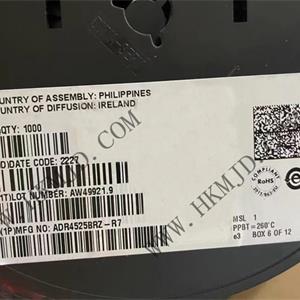 UNTRY OF ASSEMBLY: PHILIPPINES
UNTRY OF DIFFUSION: IRELAND
QTY: 1000
D)DATE CODE: 2227
1T)LOT NUMBER: AW49921.9
(1P)MFG NO: ADR4525BRZ-R7
COMPLIANT
RoHS
MSL 1
PPBT=260°C
e3 BOX 6 OF 12
WWW.HKMJD.COM